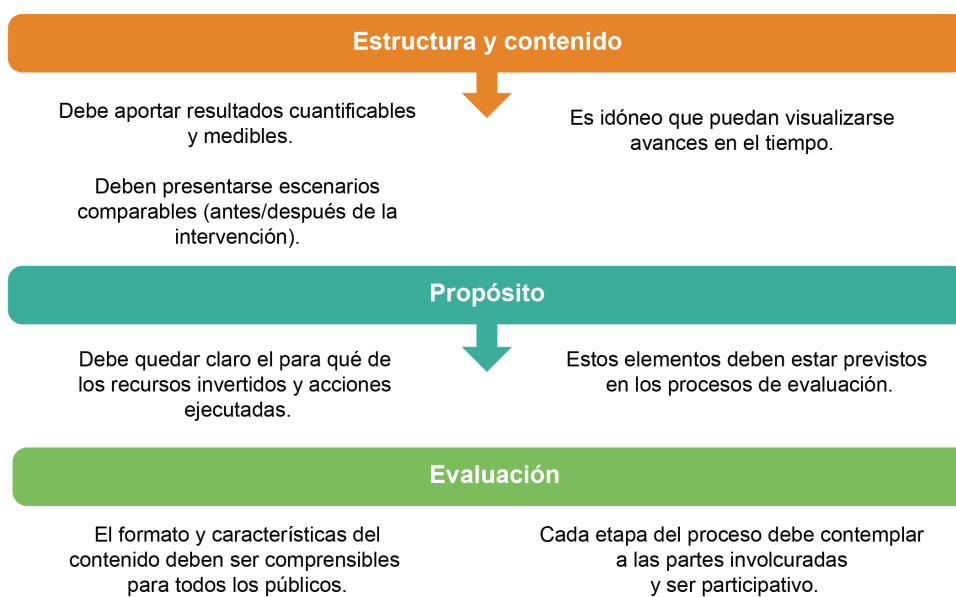 Estructura y contenido
Debe aportar resultados cuantificables
y medibles.
Deben presentarse escenarios
comparables (antes/después de la
intervención).
Es idóneo que puedan visualizarse
avances en el tiempo.
Propósito
Debe quedar claro el para qué de
los recursos invertidos y acciones
ejecutadas.
Estos elementos deben estar previstos
en los procesos de evaluación.
Evaluación
El formato y características del
contenido deben ser comprensibles
para todos los públicos.
Cada etapa del proceso debe contemplar
a las partes involcuradas
y ser participativo.